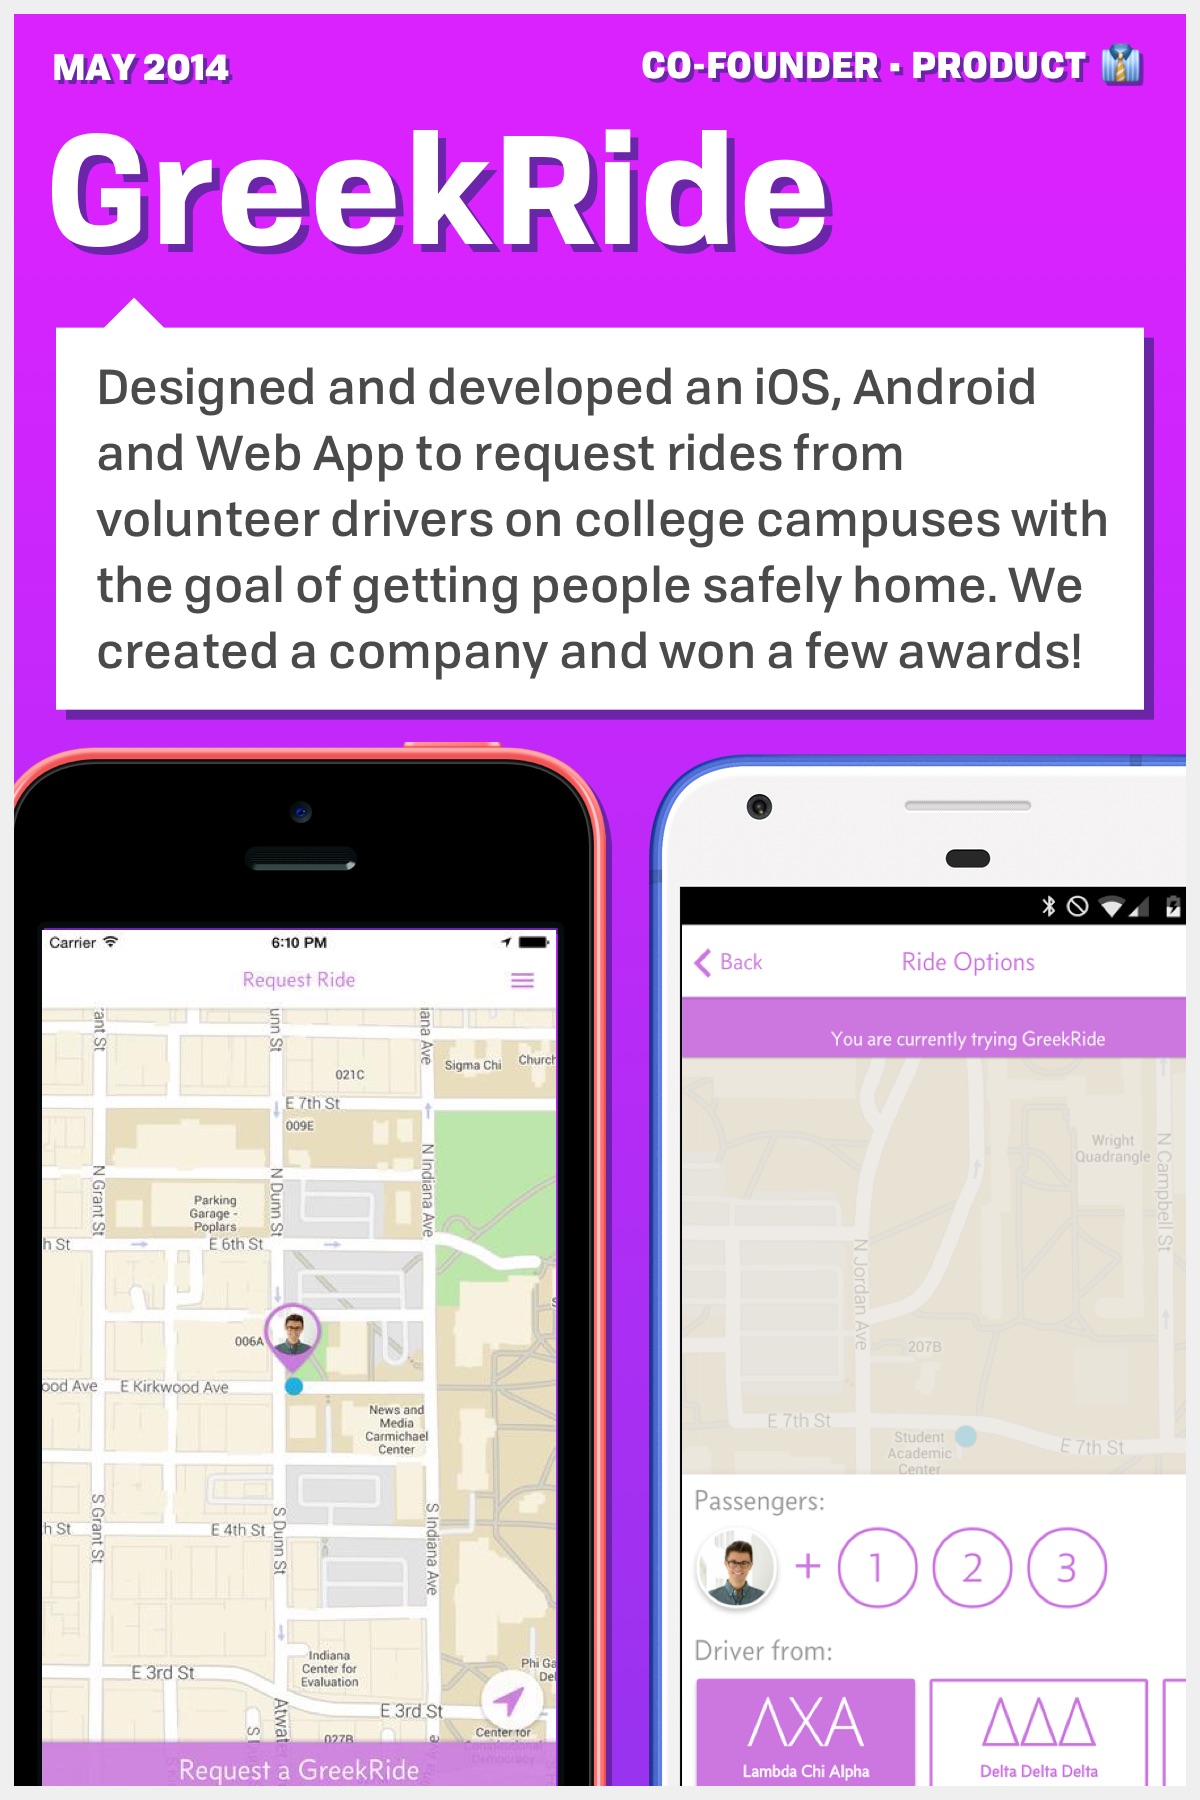 MAY 2014
CO-FOUNDER · PRODUCT
GreekRide
Designed and developed an iOS, Android
and Web App to request rides from
volunteer drivers on college campuses with
the goal of getting people safely home. We
created a company and won a few awards!
Carrier
6:10 PM
Request Ride
ant St
unn St
iana Ave
Sigma Chi
Church
021C
E 7th St
009E
N Grant St
N Dunn St
N Indiana Ave
Parking
Garage -
Poplars
h St
E 6th St
006A
ood Ave
E Kirkwood Ave
News and
Media
Carmichael
Center
S Grant St
S Dunn St
S Indiana Ave
h St
E 4th St
Indiana
Center for
Evaluation
Phi Ga
Del
E 3rd St
E 3rd St
Atwate
S
Center for
Democracy
027B
Request a GreekRide
Back
Ride Options
You are currently trying GreekRide
Wright
Quadrangle
N Campbell St
N Jordan Ave
207B
E 7th St
Student
Academic
Center
E 7th St
Passengers:
+
1
2
3
Driver from:
ΛΧΑ
Lambda Chi Alpha
ΔΔΔ
Delta Delta Delta